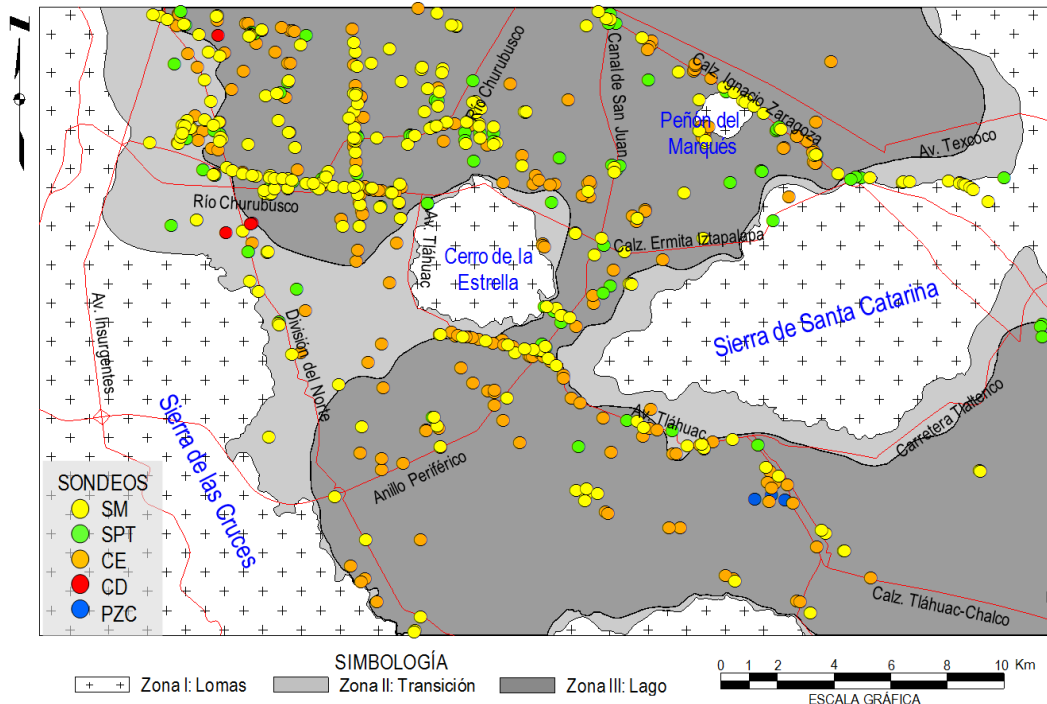 Río Churubusco
Canal de San Juan
Calz. Ignacio Zaragoza
Peñón del
Marqués
Av. Texcoco
Río Churubusco
Av. Tláhuac
Cerro de la
Estrella
Calz. Ermita Iztapalapa
Av. Insurgentes
División del Norte
Sierra de Santa Catarina
Sierra de las Cruces
Av. Tláhuac
Carretera Tlaltenco
Anillo Periférico
Calz. Tláhuac-Chalco
SONDEOS
SM
SPT
CE
CD
PZC
SIMBOLOGÍA
Zona I: Lomas
Zona II: Transición
Zona III: Lago
0 1 2 4 6 8 10 Km
ESCALA GRÁFICA